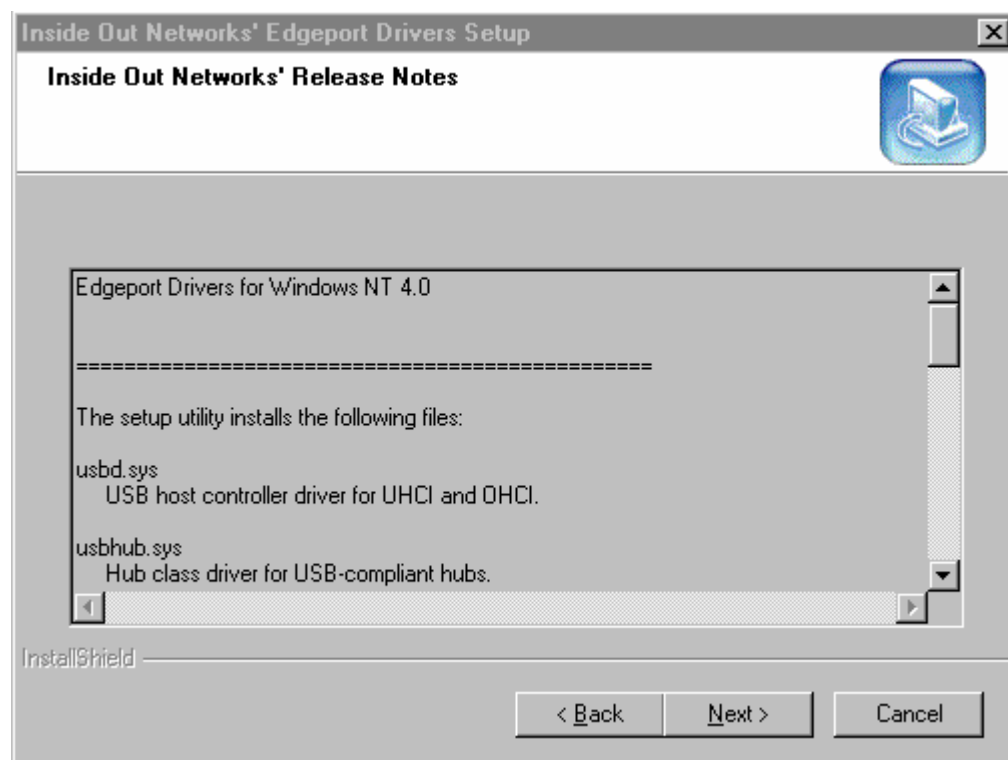 Inside Out Networks' Edgeport Drivers Setup
Inside Out Networks' Release Notes
Edgeport Drivers for Windows NT 4.0
================================================
The setup utility installs the following files:
usbd.sys
USB host controller driver for UHCI and OHCI.
usbhub.sys
Hub class driver for USB-compliant hubs.
InstallShield
< Back
Next >
Cancel